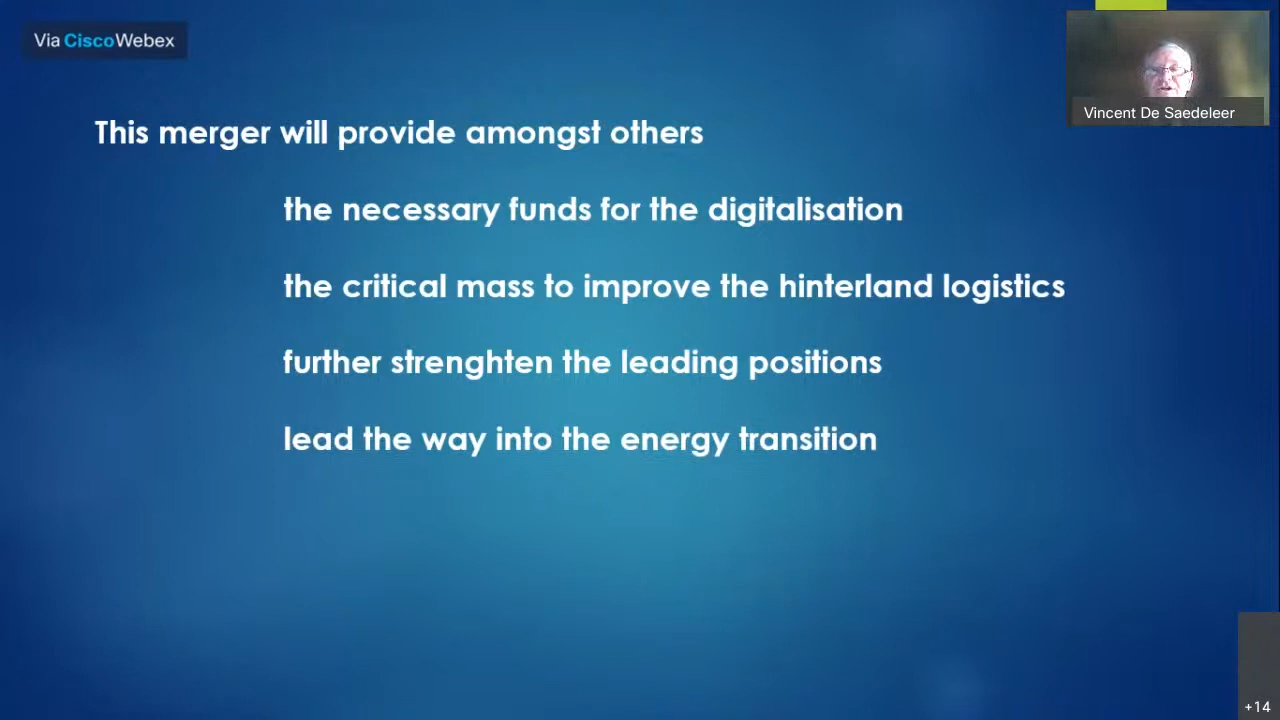 Via CiscoWebex
Vincent De Saedeleer
This merger will provide amongst others
the necessary funds for the digitalisation
the critical mass to improve the hinterland logistics
further strenghten the leading positions
lead the way into the energy transition
+14